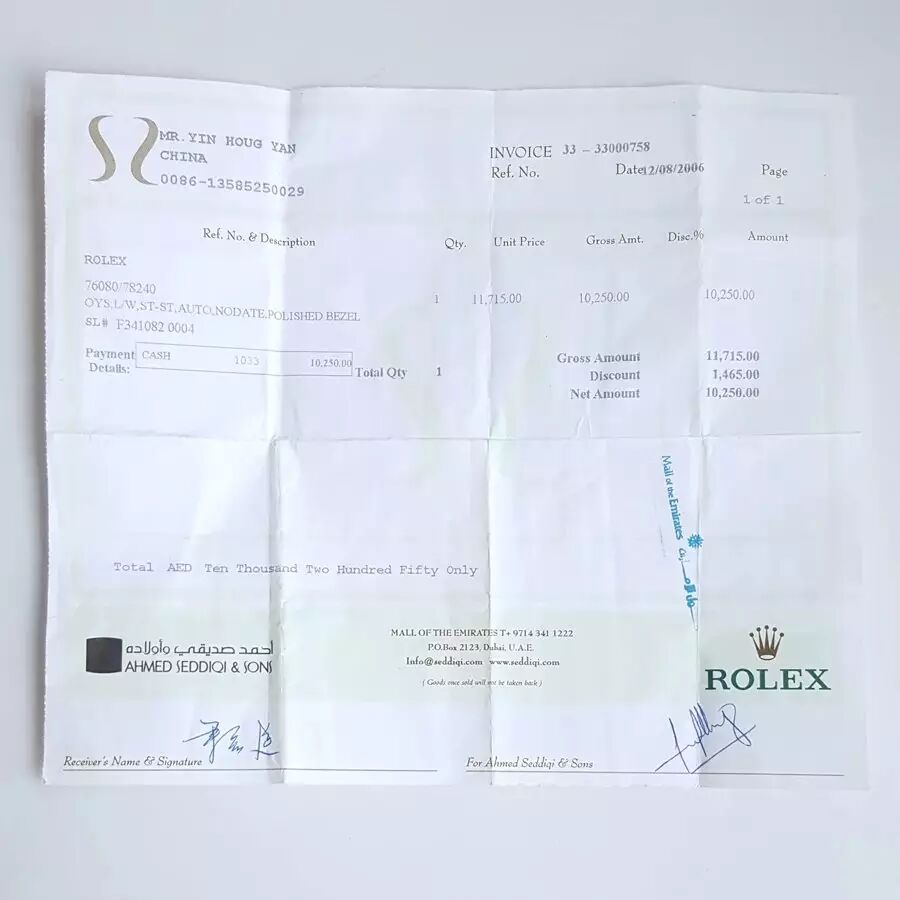 MR.YIN HOUG YAN
CHINA
0086-13585250029
INVOICE 33 - 33000758
Ref. No. Date12/08/2006 Page
1 of 1
Ref. No. & Description Qty. Unit Price Gross Amt. Disc.% Amount
ROLEX
76080/78240
OYS,L/W,ST-ST,AUTO,NODATE,POLISHED BEZEL
1 11,715.00 10,250.00 10,250.00
SL# F341082 0004
Payment Details: CASH 1033 10,250.00 Total Qty 1
Gross Amount 11,715.00
Discount 1,465.00
Net Amount 10,250.00
Mall of the Emirates
Total AED Ten Thousand Two Hundred Fifty Only
أحمد صديقي وأولاده
AHMED SEDDIQI & SONS
MALL OF THE EMIRATES T+ 9714 341 1222
P.O.Box 2123, Dubai, U.A.E.
Info@seddiqi.com www.seddiqi.com
( Goods once sold will not be taken back )
ROLEX
Receiver's Name & Signature
For Ahmed Seddiqi & Sons